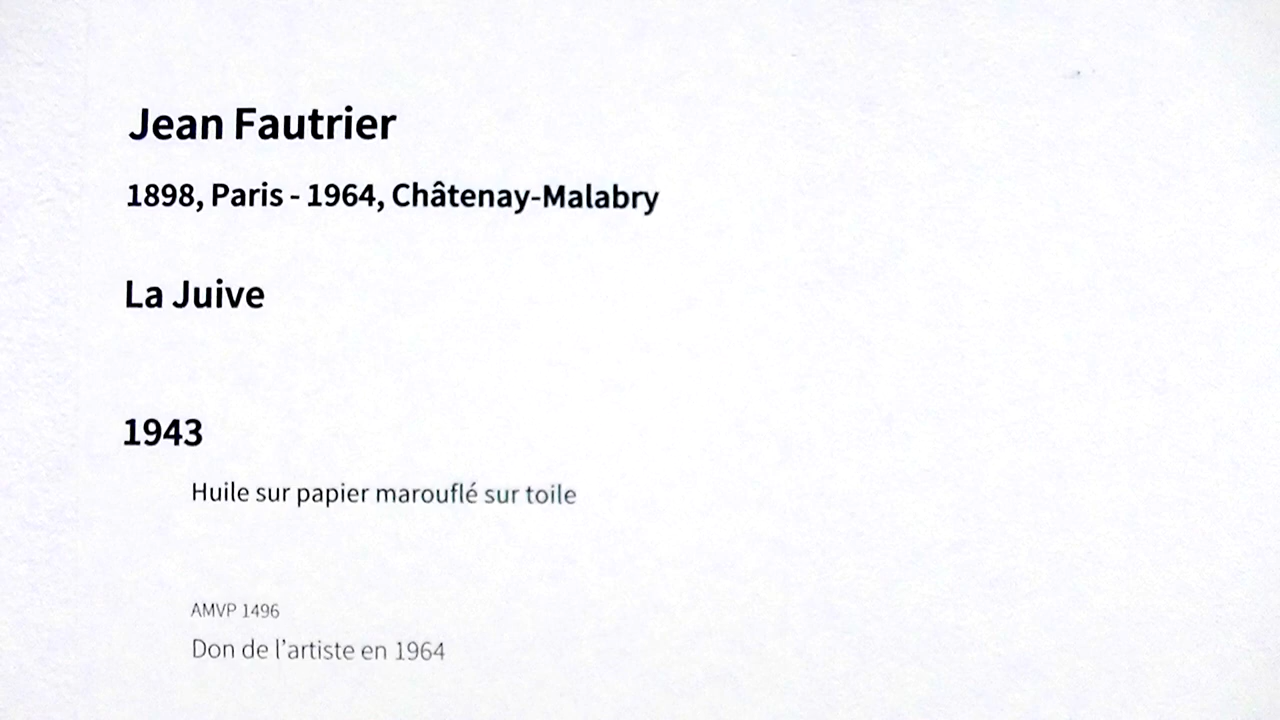 Jean Fautrier
1898, Paris - 1964, Châtenay-Malabry
La Juive
1943
Huile sur papier marouflé sur toile
AMVP 1496
Don de l’artiste en 1964